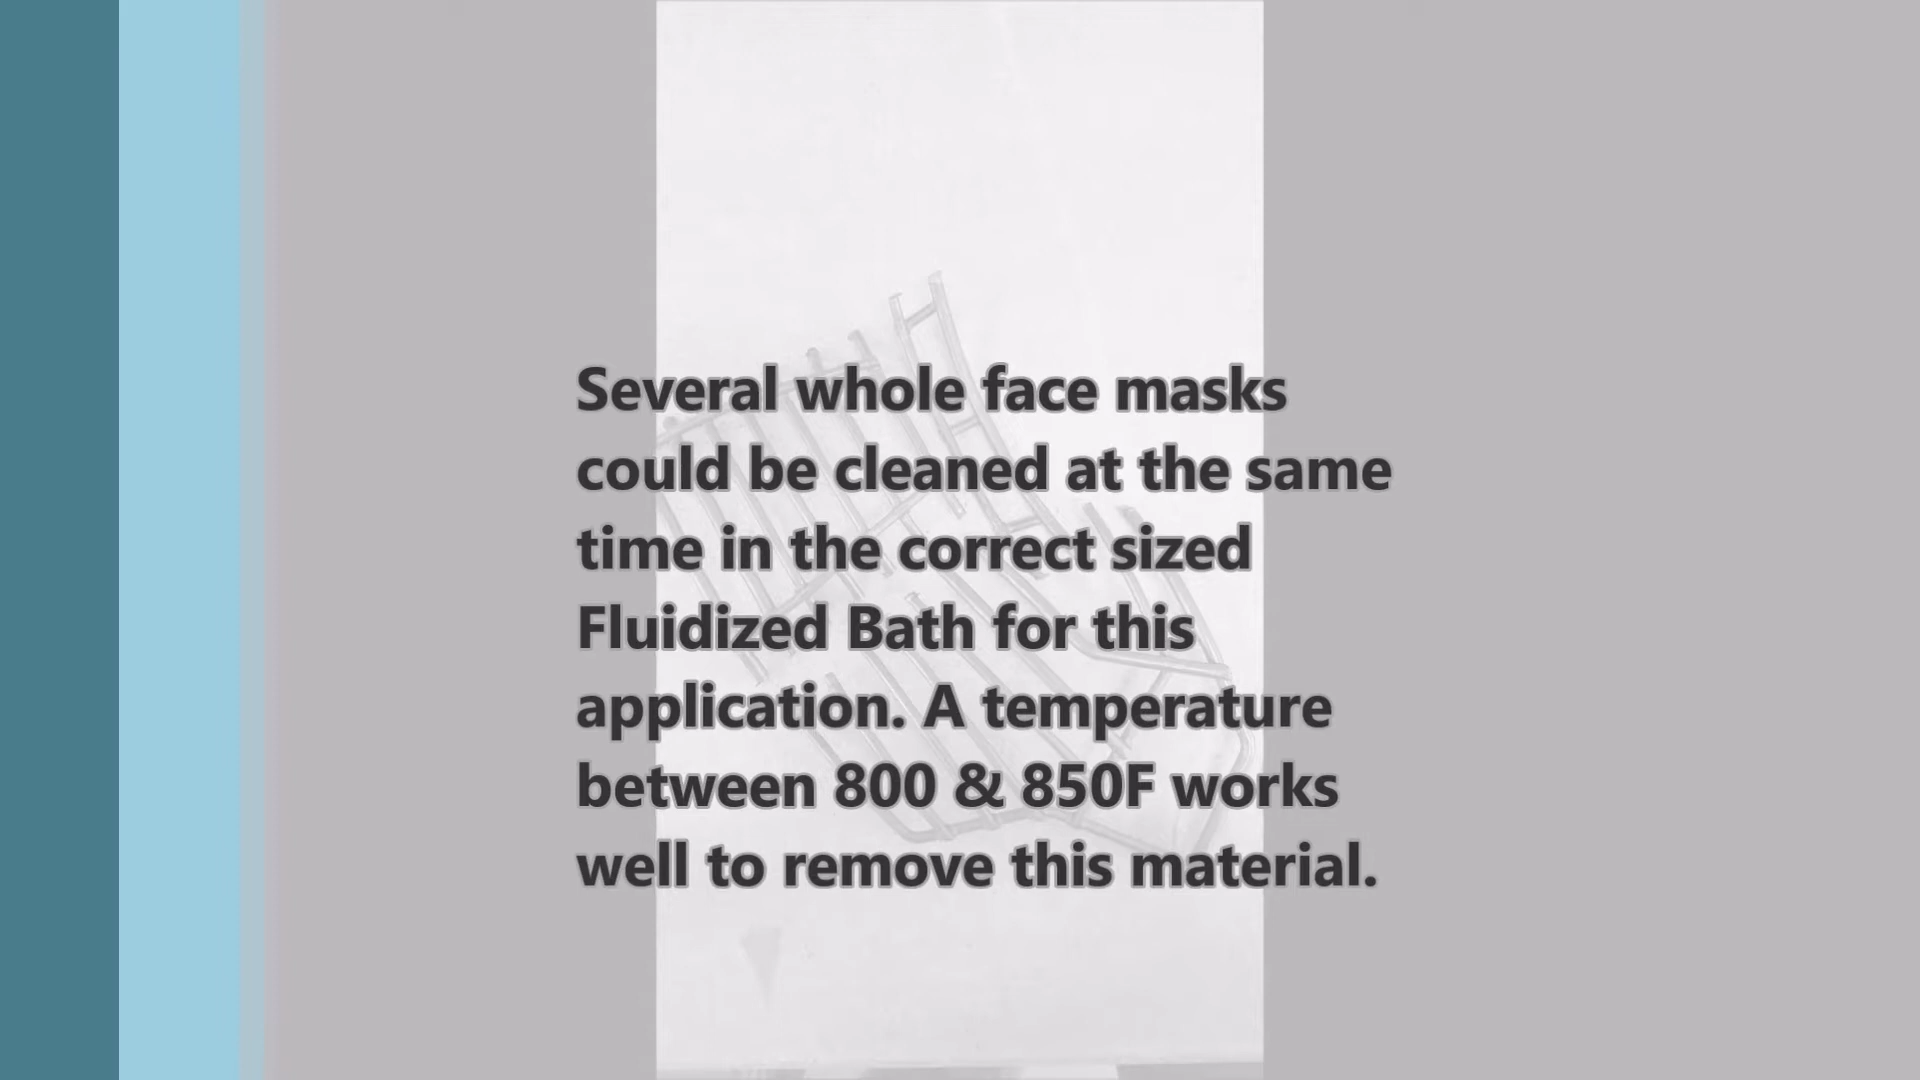 Several whole face masks
could be cleaned at the same
time in the correct sized
Fluidized Bath for this
application. A temperature
between 800 & 850F works
well to remove this material.